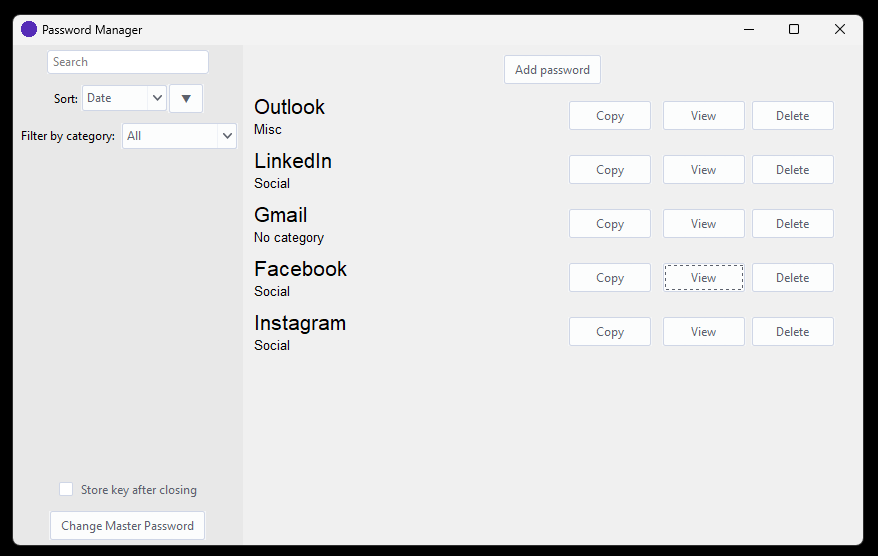 Password Manager
Search
Sort: Date ▼
Filter by category: All
Store key after closing
Change Master Password
Add password
Outlook
Misc
Copy View Delete
LinkedIn
Social
Copy View Delete
Gmail
No category
Copy View Delete
Facebook
Social
Copy View Delete
Instagram
Social
Copy View Delete